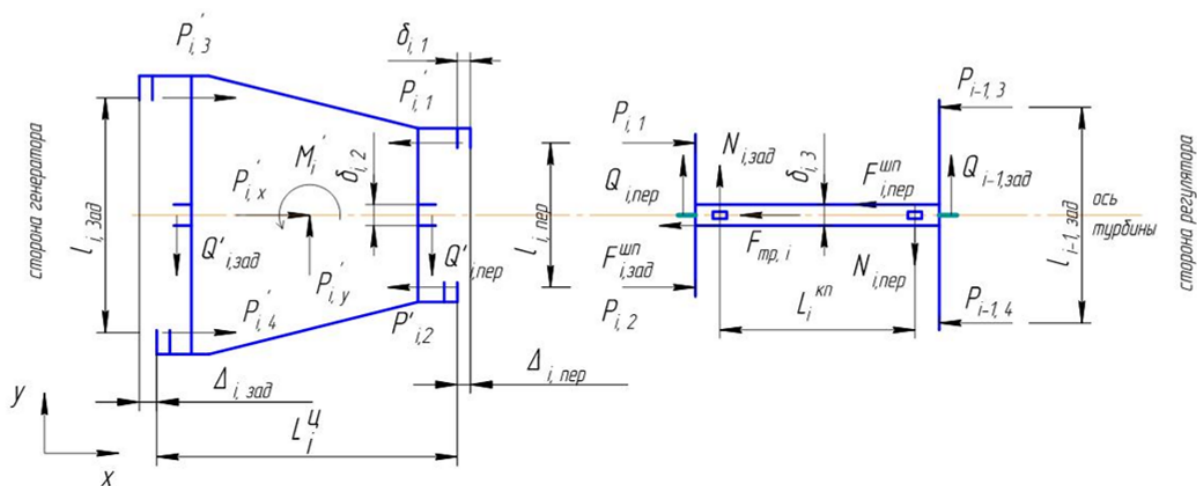 P'i,3
δi,1
P'i,1
Pi-1,3
сторона генератора
li,зад
P'i,x
M'i
δi,2
Pi,1
Ni,зад
δi,3
Qi,пер
Fшпi,пер
Qi-1,зад
li,пер
li-1,зад
ось
турбины
сторона регулятора
Q'i,зад
P'i,y
Q'i,пер
Fшпi,зад
Fтр,i
Ni,пер
P'i,4
P'i,2
Pi,2
Lкпi
Pi-1,4
Δi,зад
Δi,пер
y
Lцi
x